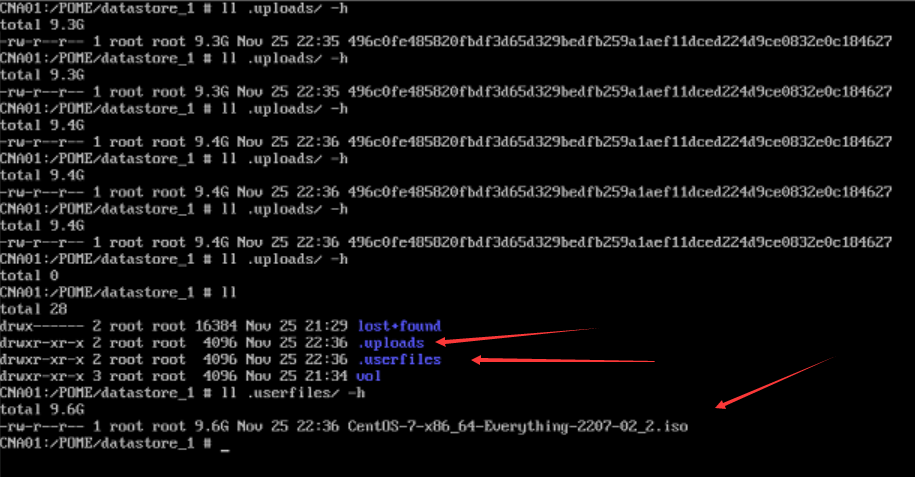 CNA01:/POME/datastore_1 # ll .uploads/ -h
total 9.3G
-rw-r--r-- 1 root root 9.3G Nov 25 22:35 496c0fe485820fbdf3d65d329bedfb259a1aef11dced224d9ce0832e0c184627
CNA01:/POME/datastore_1 # ll .uploads/ -h
total 9.3G
-rw-r--r-- 1 root root 9.3G Nov 25 22:35 496c0fe485820fbdf3d65d329bedfb259a1aef11dced224d9ce0832e0c184627
CNA01:/POME/datastore_1 # ll .uploads/ -h
total 9.4G
-rw-r--r-- 1 root root 9.4G Nov 25 22:36 496c0fe485820fbdf3d65d329bedfb259a1aef11dced224d9ce0832e0c184627
CNA01:/POME/datastore_1 # ll .uploads/ -h
total 9.4G
-rw-r--r-- 1 root root 9.4G Nov 25 22:36 496c0fe485820fbdf3d65d329bedfb259a1aef11dced224d9ce0832e0c184627
CNA01:/POME/datastore_1 # ll .uploads/ -h
total 9.4G
-rw-r--r-- 1 root root 9.4G Nov 25 22:36 496c0fe485820fbdf3d65d329bedfb259a1aef11dced224d9ce0832e0c184627
CNA01:/POME/datastore_1 # ll .uploads/ -h
total 0
CNA01:/POME/datastore_1 # ll
total 28
drwx------ 2 root root 16384 Nov 25 21:29 lost+found
drwxr-xr-x 2 root root  4096 Nov 25 22:36 .uploads
drwxr-xr-x 2 root root  4096 Nov 25 22:36 .userfiles
drwxr-xr-x 3 root root  4096 Nov 25 21:34 vol
CNA01:/POME/datastore_1 # ll .userfiles/ -h
total 9.6G
-rw-r--r-- 1 root root 9.6G Nov 25 22:36 CentOS-7-x86_64-Everything-2207-02_2.iso
CNA01:/POME/datastore_1 # _